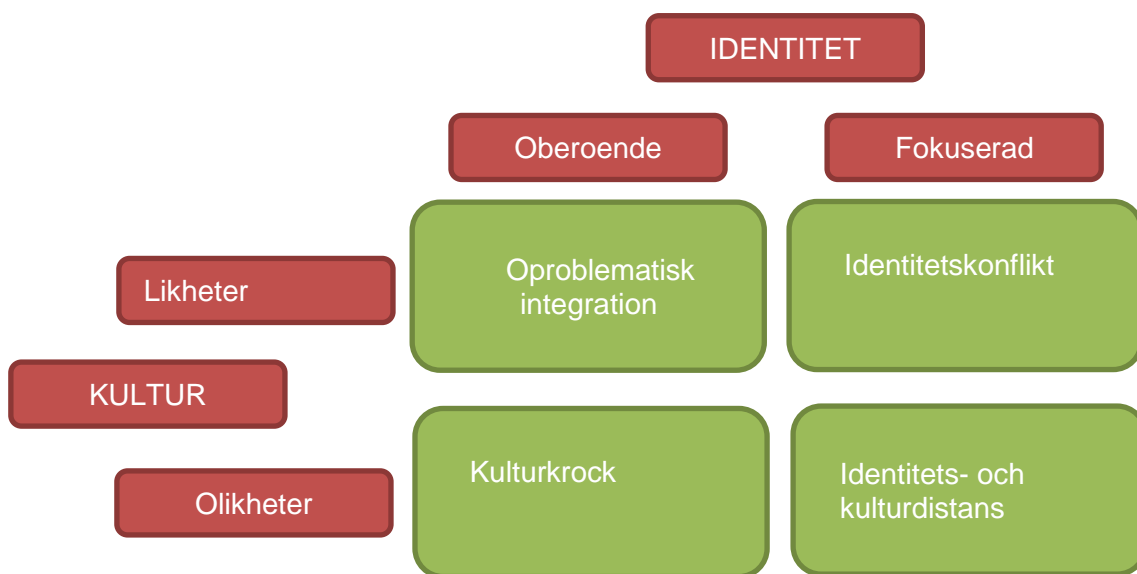 IDENTITET
Oberoende
Fokuserad
Likheter
Oproblematisk
integration
Identitetskonflikt
KULTUR
Olikheter
Kulturkrock
Identitets- och
kulturdistans